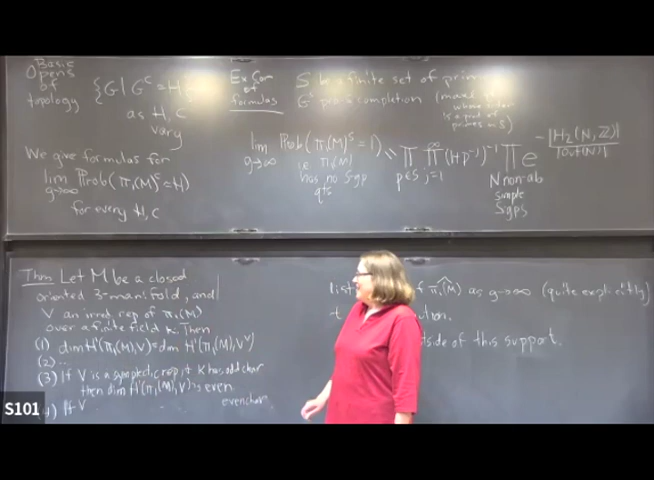 Basic
Opens
of
topology
{G | G^C = H}
as H, C
vary
We give formulas for
lim Prob(π₁(M)^C = H)
g→∞
for every H, C
Ex
of
formulas
S be a finite set of primes
G^S pro-S completion
lim Prob(π₁(M)^S = 1)
g→∞
i.e. π₁(M)
has no S-gp
qts
∏ ∏ (1+p^-j)^-1 ∏ e^-|H₂(N,Z)|/|Out(N)|
p∈S j=1 ∞
N non-ab
simple
S gps
Thm Let M be a closed
oriented 3-manifold, and
V an irred rep of π₁(M)
over a finite field k. Then
(1) dim H¹(π₁(M),V) = dim H¹(π₁(M),V^∨)
(2) ...
(3) If V is a symplectic rep, k has odd char
then dim H¹(π₁(M),V) is even
(4) If V
even char
of π₁(M) as g→∞ (quite explicitly)
side of this support.
S101